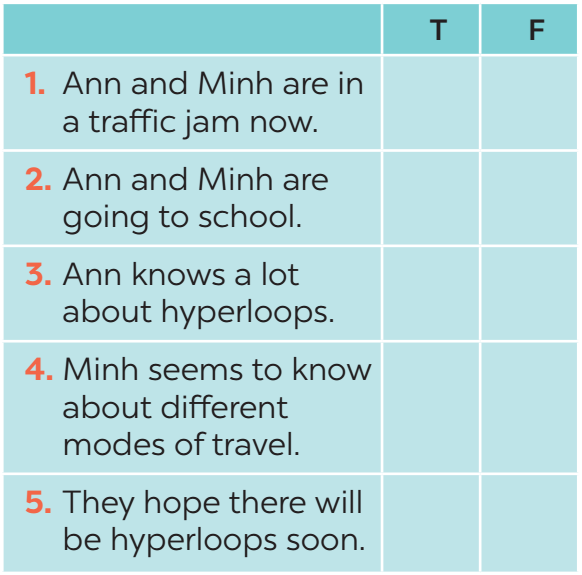 T F
1. Ann and Minh are in
a traffic jam now.
2. Ann and Minh are
going to school.
3. Ann knows a lot
about hyperloops.
4. Minh seems to know
about different
modes of travel.
5. They hope there will
be hyperloops soon.